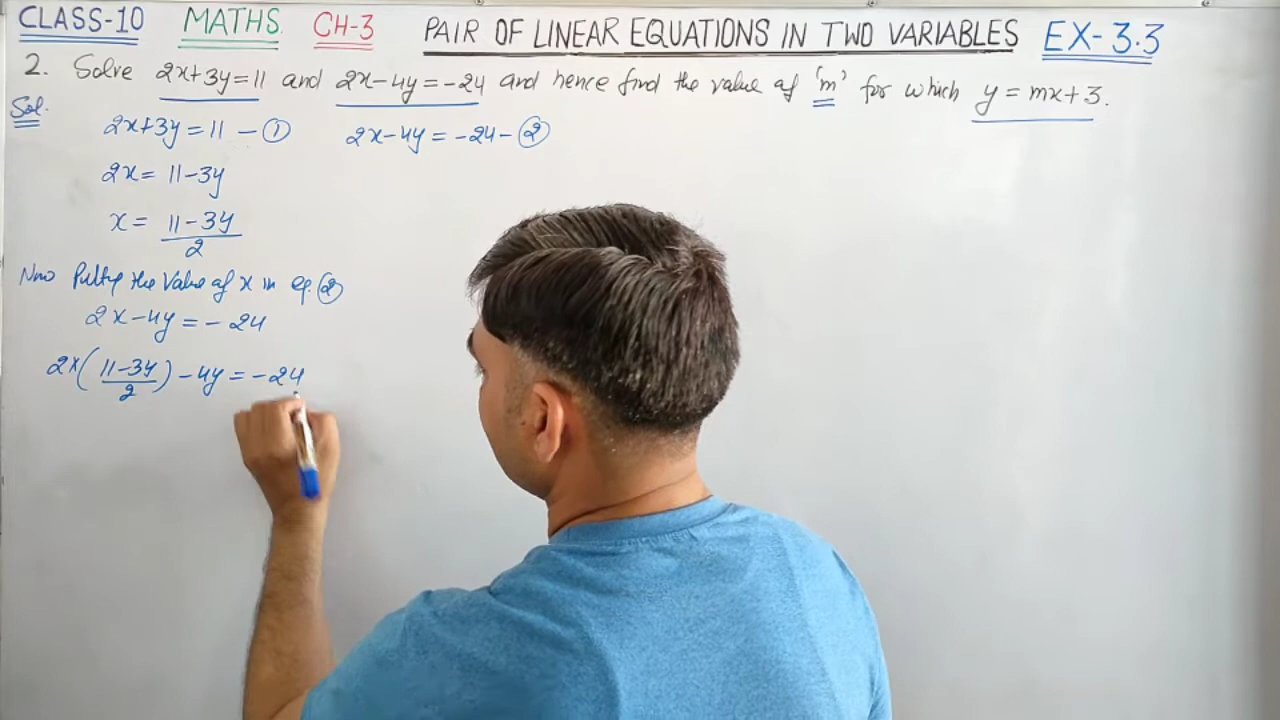 CLASS-10 MATHS. CH-3 PAIR OF LINEAR EQUATIONS IN TWO VARIABLES EX-3.3
2. Solve 2x+3y=11 and 2x-4y=-24 and hence find the value of 'm' for which y=mx+3.
Sol.
2x+3y=11 -① 2x-4y=-24-②
2x= 11-3y
x= 11-3y
2
Now the value of x in eq. ②
2x-4y=-24
2×(11-3y/2)-4y=-24